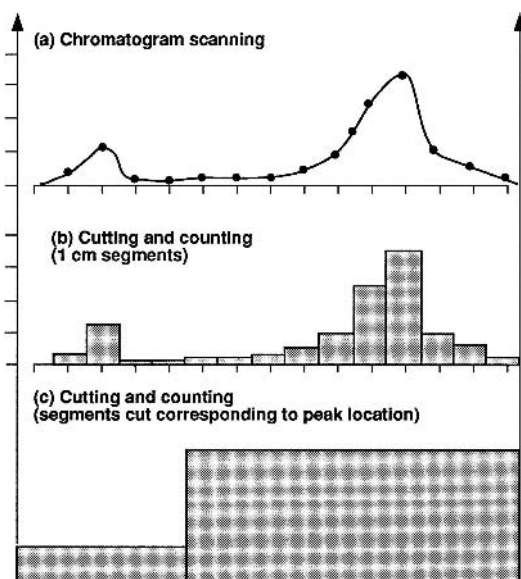 (a) Chromatogram scanning
(b) Cutting and counting
(1 cm segments)
(c) Cutting and counting
(segments cut corresponding to peak location)